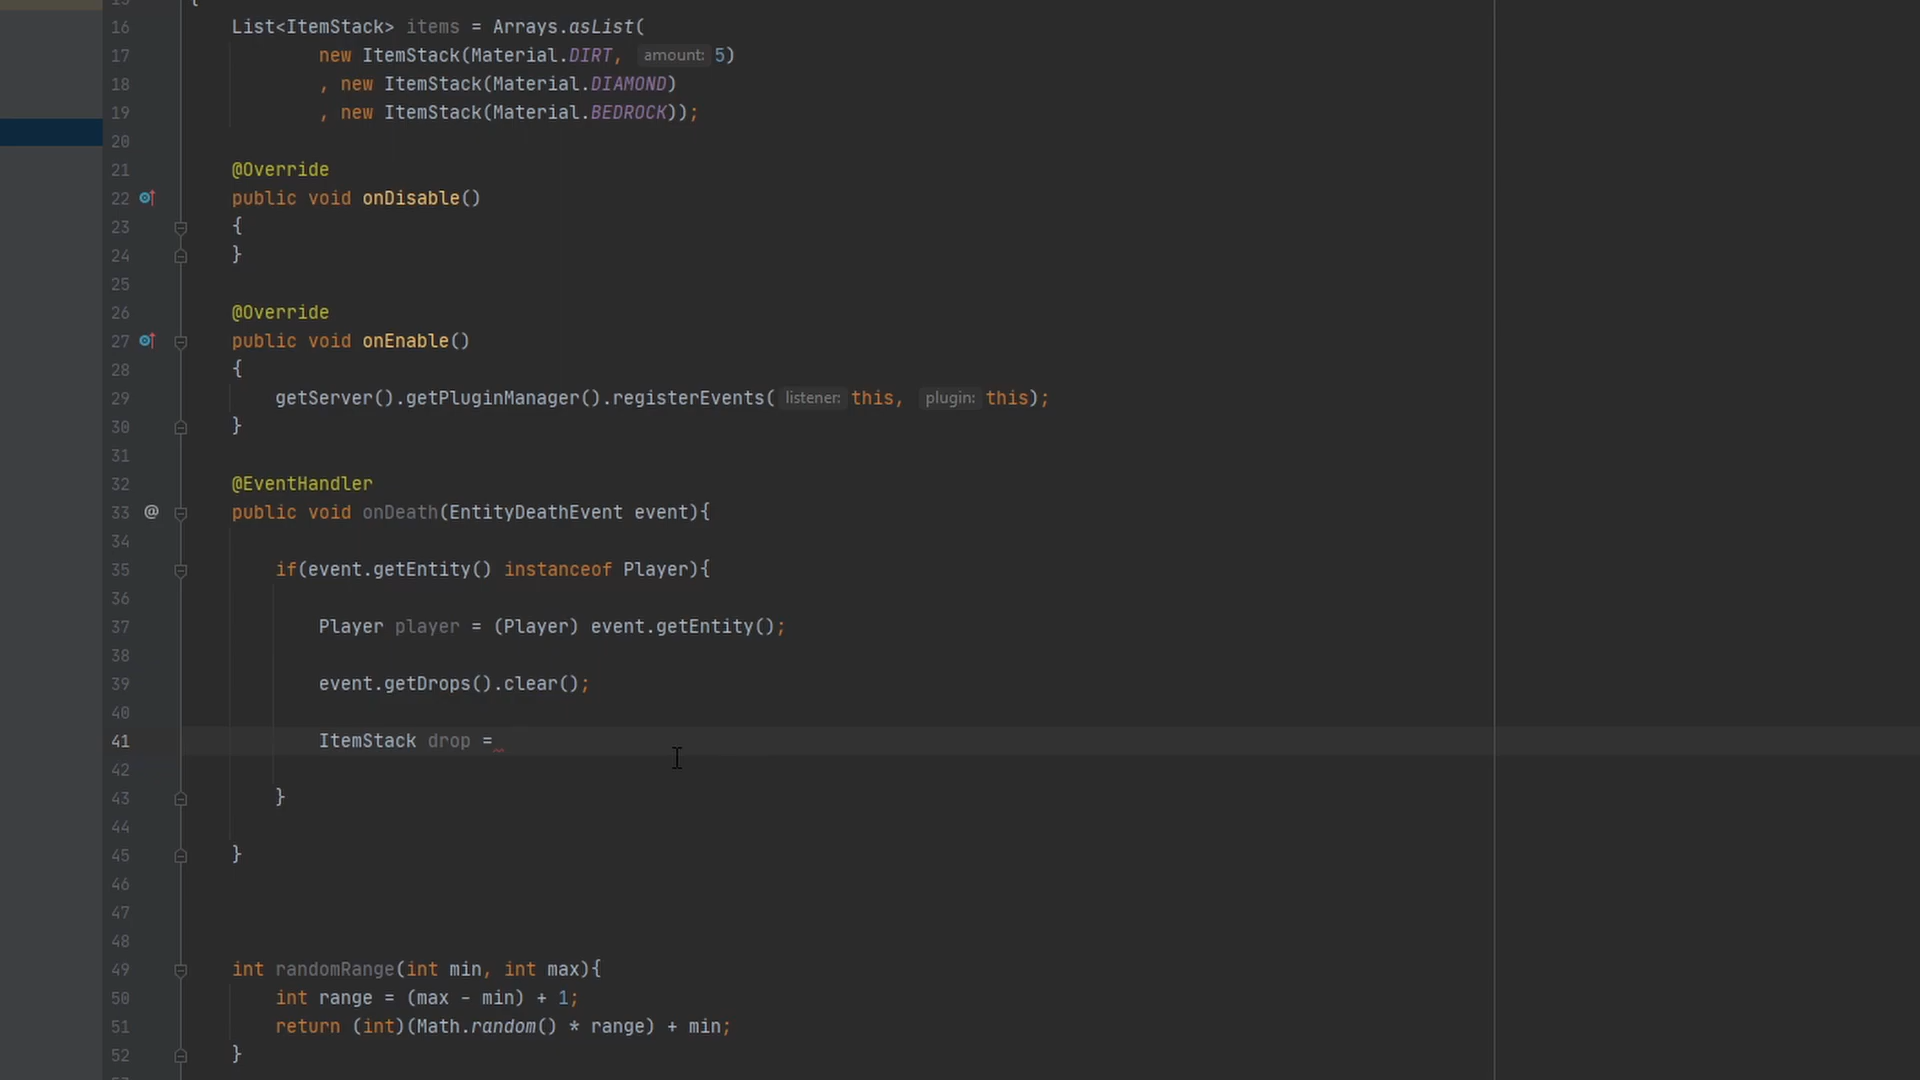 15 {
16 List<ItemStack> items = Arrays.asList(
17 new ItemStack(Material.DIRT, amount: 5)
18 , new ItemStack(Material.DIAMOND)
19 , new ItemStack(Material.BEDROCK));
20
21 @Override
22 public void onDisable()
23 {
24 }
25
26 @Override
27 public void onEnable()
28 {
29 getServer().getPluginManager().registerEvents( listener: this, plugin: this);
30 }
31
32 @EventHandler
33 @ public void onDeath(EntityDeathEvent event){
34
35 if(event.getEntity() instanceof Player){
36
37 Player player = (Player) event.getEntity();
38
39 event.getDrops().clear();
40
41 ItemStack drop =
42
43 }
44
45 }
46
47
48
49 int randomRange(int min, int max){
50 int range = (max - min) + 1;
51 return (int)(Math.random() * range) + min;
52 }